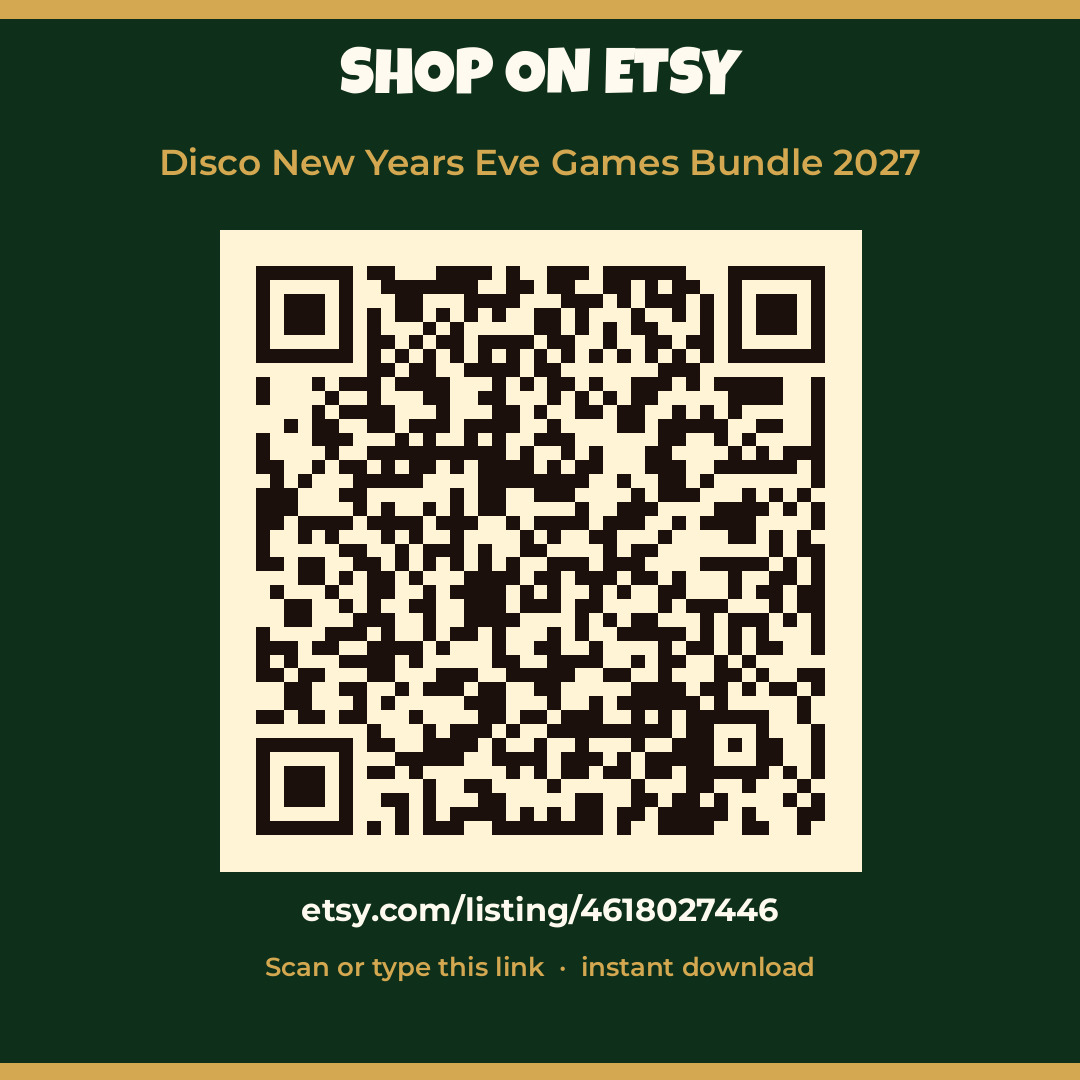 SHOP ON ETSY
Disco New Years Eve Games Bundle 2027
etsy.com/listing/4618027446
Scan or type this link · instant download